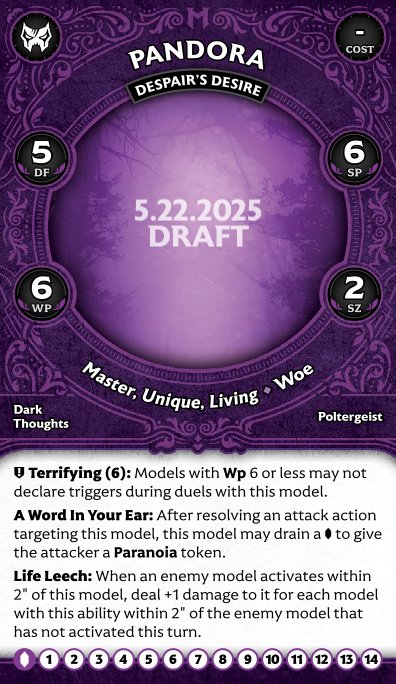 -
COST
PANDORA
DESPAIR'S DESIRE
5
DF
6
SP
5.22.2025
DRAFT
6
WP
2
SZ
Master, Unique, Living ♦ Woe
Dark
Thoughts
Poltergeist
Terrifying (6): Models with Wp 6 or less may not
declare triggers during duels with this model.
A Word In Your Ear: After resolving an attack action
targeting this model, this model may drain a to give
the attacker a Paranoia token.
Life Leech: When an enemy model activates within
2" of this model, deal +1 damage to it for each model
with this ability within 2" of the enemy model that
has not activated this turn.
1 2 3 4 5 6 7 8 9 10 11 12 13 14